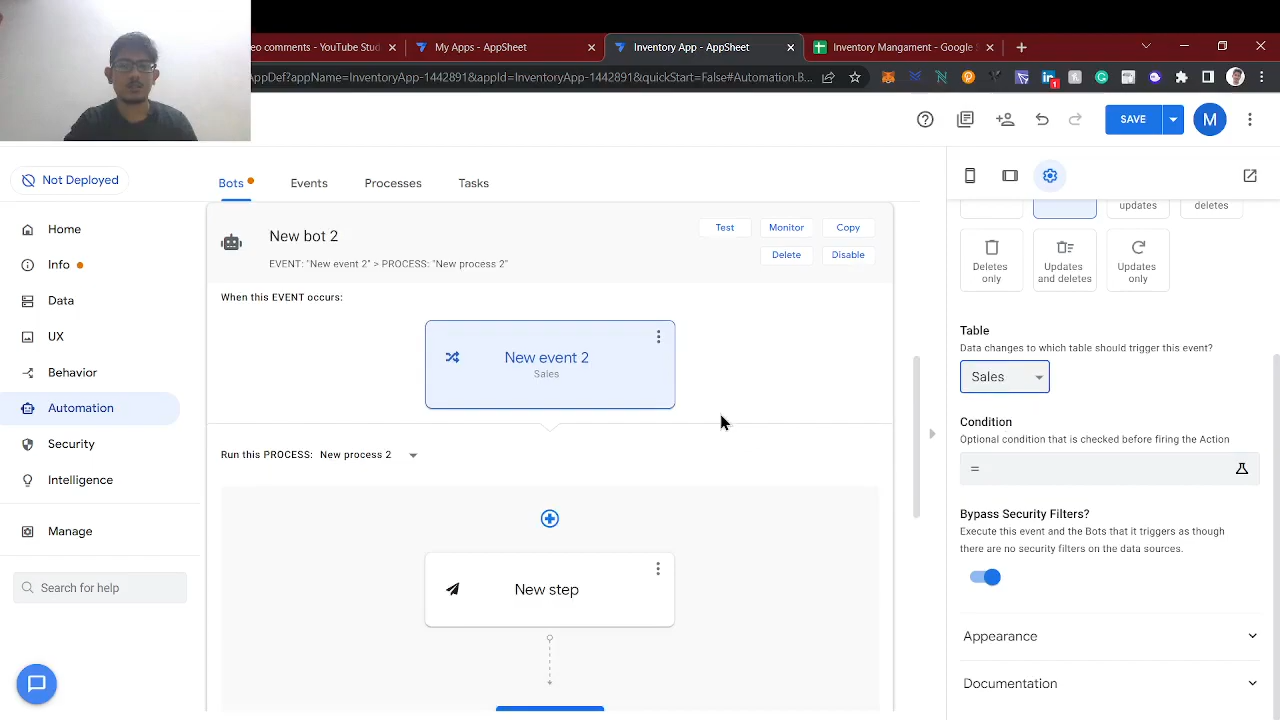 eo comments - YouTube Stud
My Apps - AppSheet
Inventory App - AppSheet
Inventory Mangament - Google S
AppDef?appName=InventoryApp-1442891&appId=InventoryApp-1442891&quickStart=False#Automation.B...
1
SAVE
M
Not Deployed
Bots
Events
Processes
Tasks
Home
Info
Data
UX
Behavior
Automation
Security
Intelligence
Manage
Search for help
New bot 2
EVENT: "New event 2" > PROCESS: "New process 2"
Test
Monitor
Copy
Delete
Disable
When this EVENT occurs:
New event 2
Sales
Run this PROCESS: New process 2
New step
updates
deletes
Deletes
only
Updates
and deletes
Updates
only
Table
Data changes to which table should trigger this event?
Sales
Condition
Optional condition that is checked before firing the Action
=
Bypass Security Filters?
Execute this event and the Bots that it triggers as though
there are no security filters on the data sources.
Appearance
Documentation